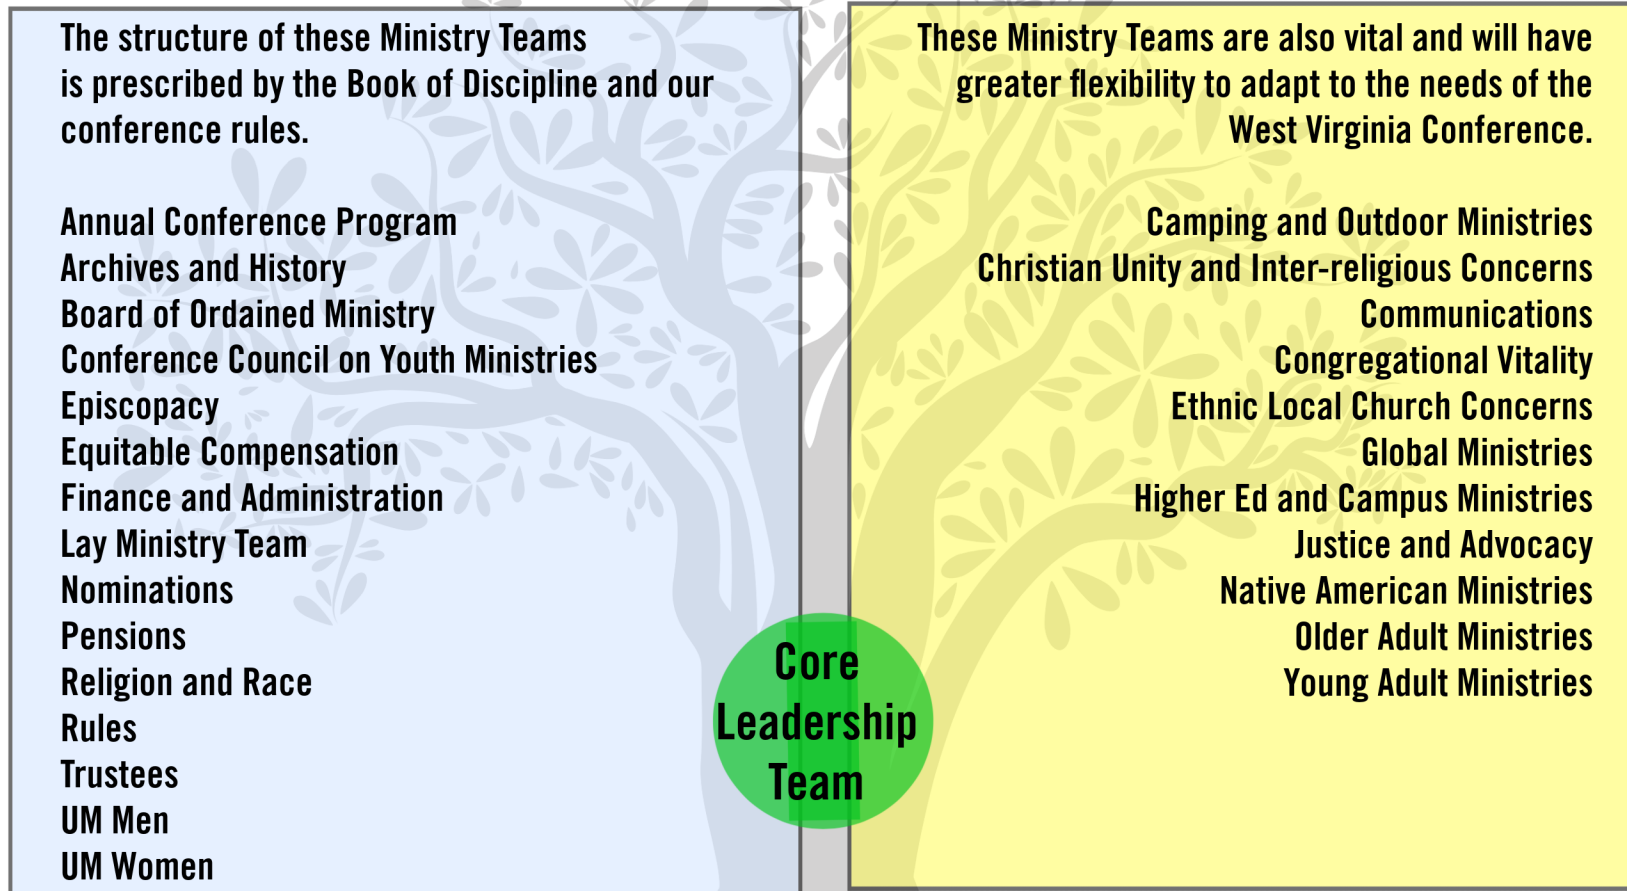 The structure of these Ministry Teams
is prescribed by the Book of Discipline and our
conference rules.
Annual Conference Program
Archives and History
Board of Ordained Ministry
Conference Council on Youth Ministries
Episcopacy
Equitable Compensation
Finance and Administration
Lay Ministry Team
Nominations
Pensions
Religion and Race
Rules
Trustees
UM Men
UM Women
These Ministry Teams are also vital and will have
greater flexibility to adapt to the needs of the
West Virginia Conference.
Camping and Outdoor Ministries
Christian Unity and Inter-religious Concerns
Communications
Congregational Vitality
Ethnic Local Church Concerns
Global Ministries
Higher Ed and Campus Ministries
Justice and Advocacy
Native American Ministries
Older Adult Ministries
Young Adult Ministries
Core
Leadership
Team